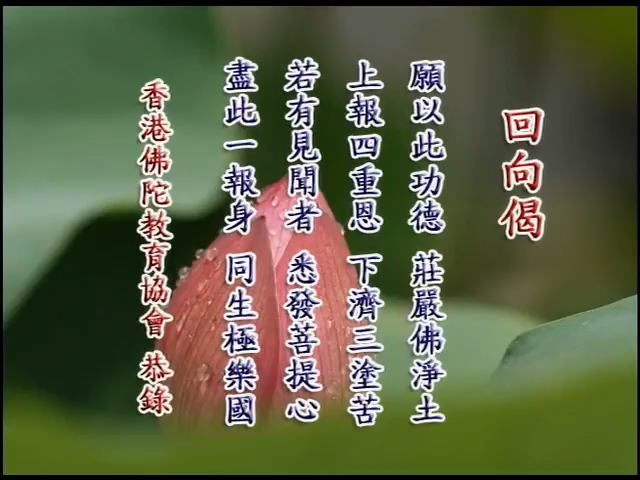 回向偈
願以此功德 莊嚴佛淨土
上報四重恩 下濟三塗苦
若有見聞者 悉發菩提心
盡此一報身 同生極樂國
香港佛陀教育協會 恭錄